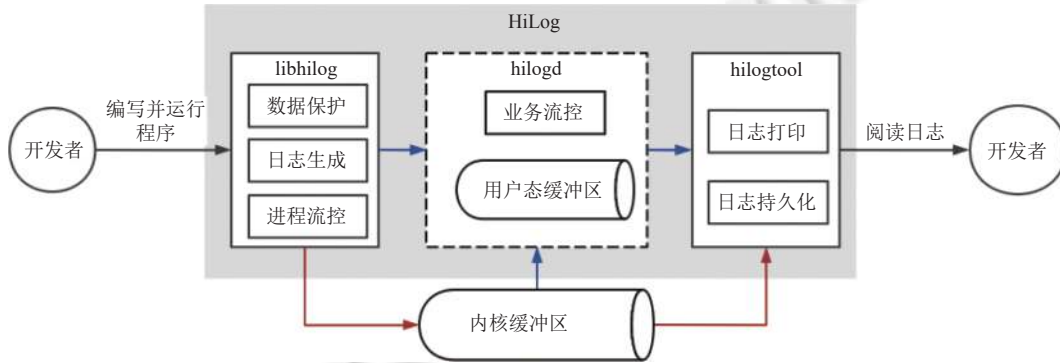 HiLog
libhilog
hilogd
hilogtool
开发者
编写并运行
程序
数据保护
日志生成
进程流控
业务流控
用户态缓冲区
日志打印
日志持久化
阅读日志
开发者
内核缓冲区